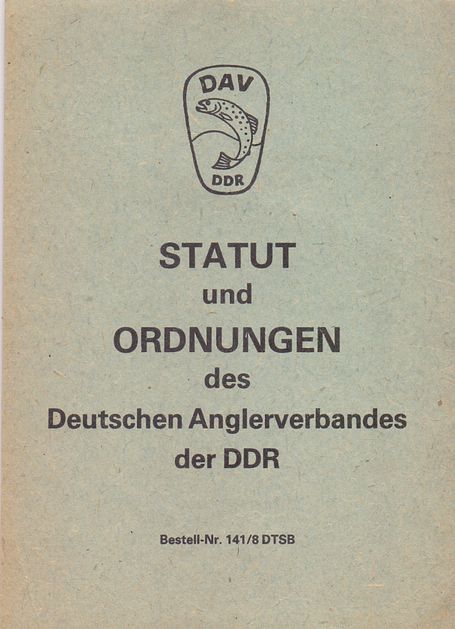 DAV
DDR
STATUT
und
ORDNUNGEN
des
Deutschen Anglerverbandes
der DDR
Bestell-Nr. 141/8 DTSB